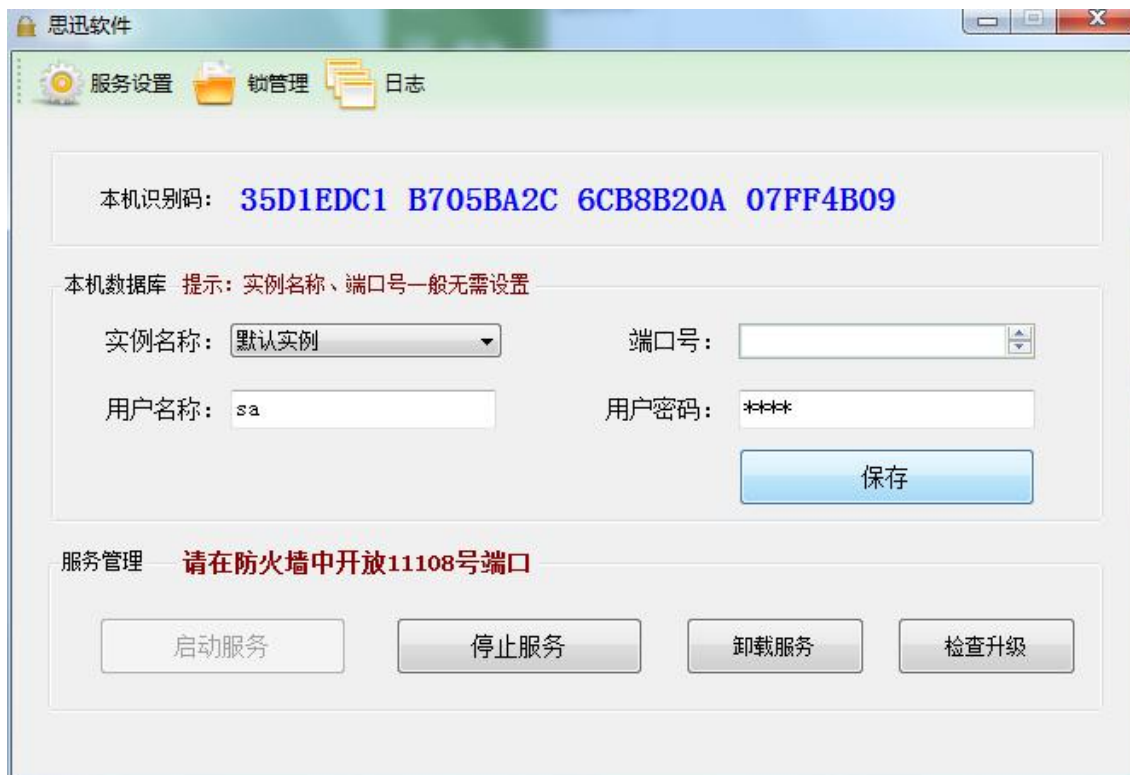 思迅软件
服务设置 锁管理 日志
本机识别码： 35D1EDC1 B705BA2C 6CB8B20A 07FF4B09
本机数据库 提示：实例名称、端口号一般无需设置
实例名称： 默认实例 端口号：
用户名称： sa 用户密码： ****
保存
服务管理 请在防火墙中开放11108号端口
启动服务 停止服务 卸载服务 检查升级